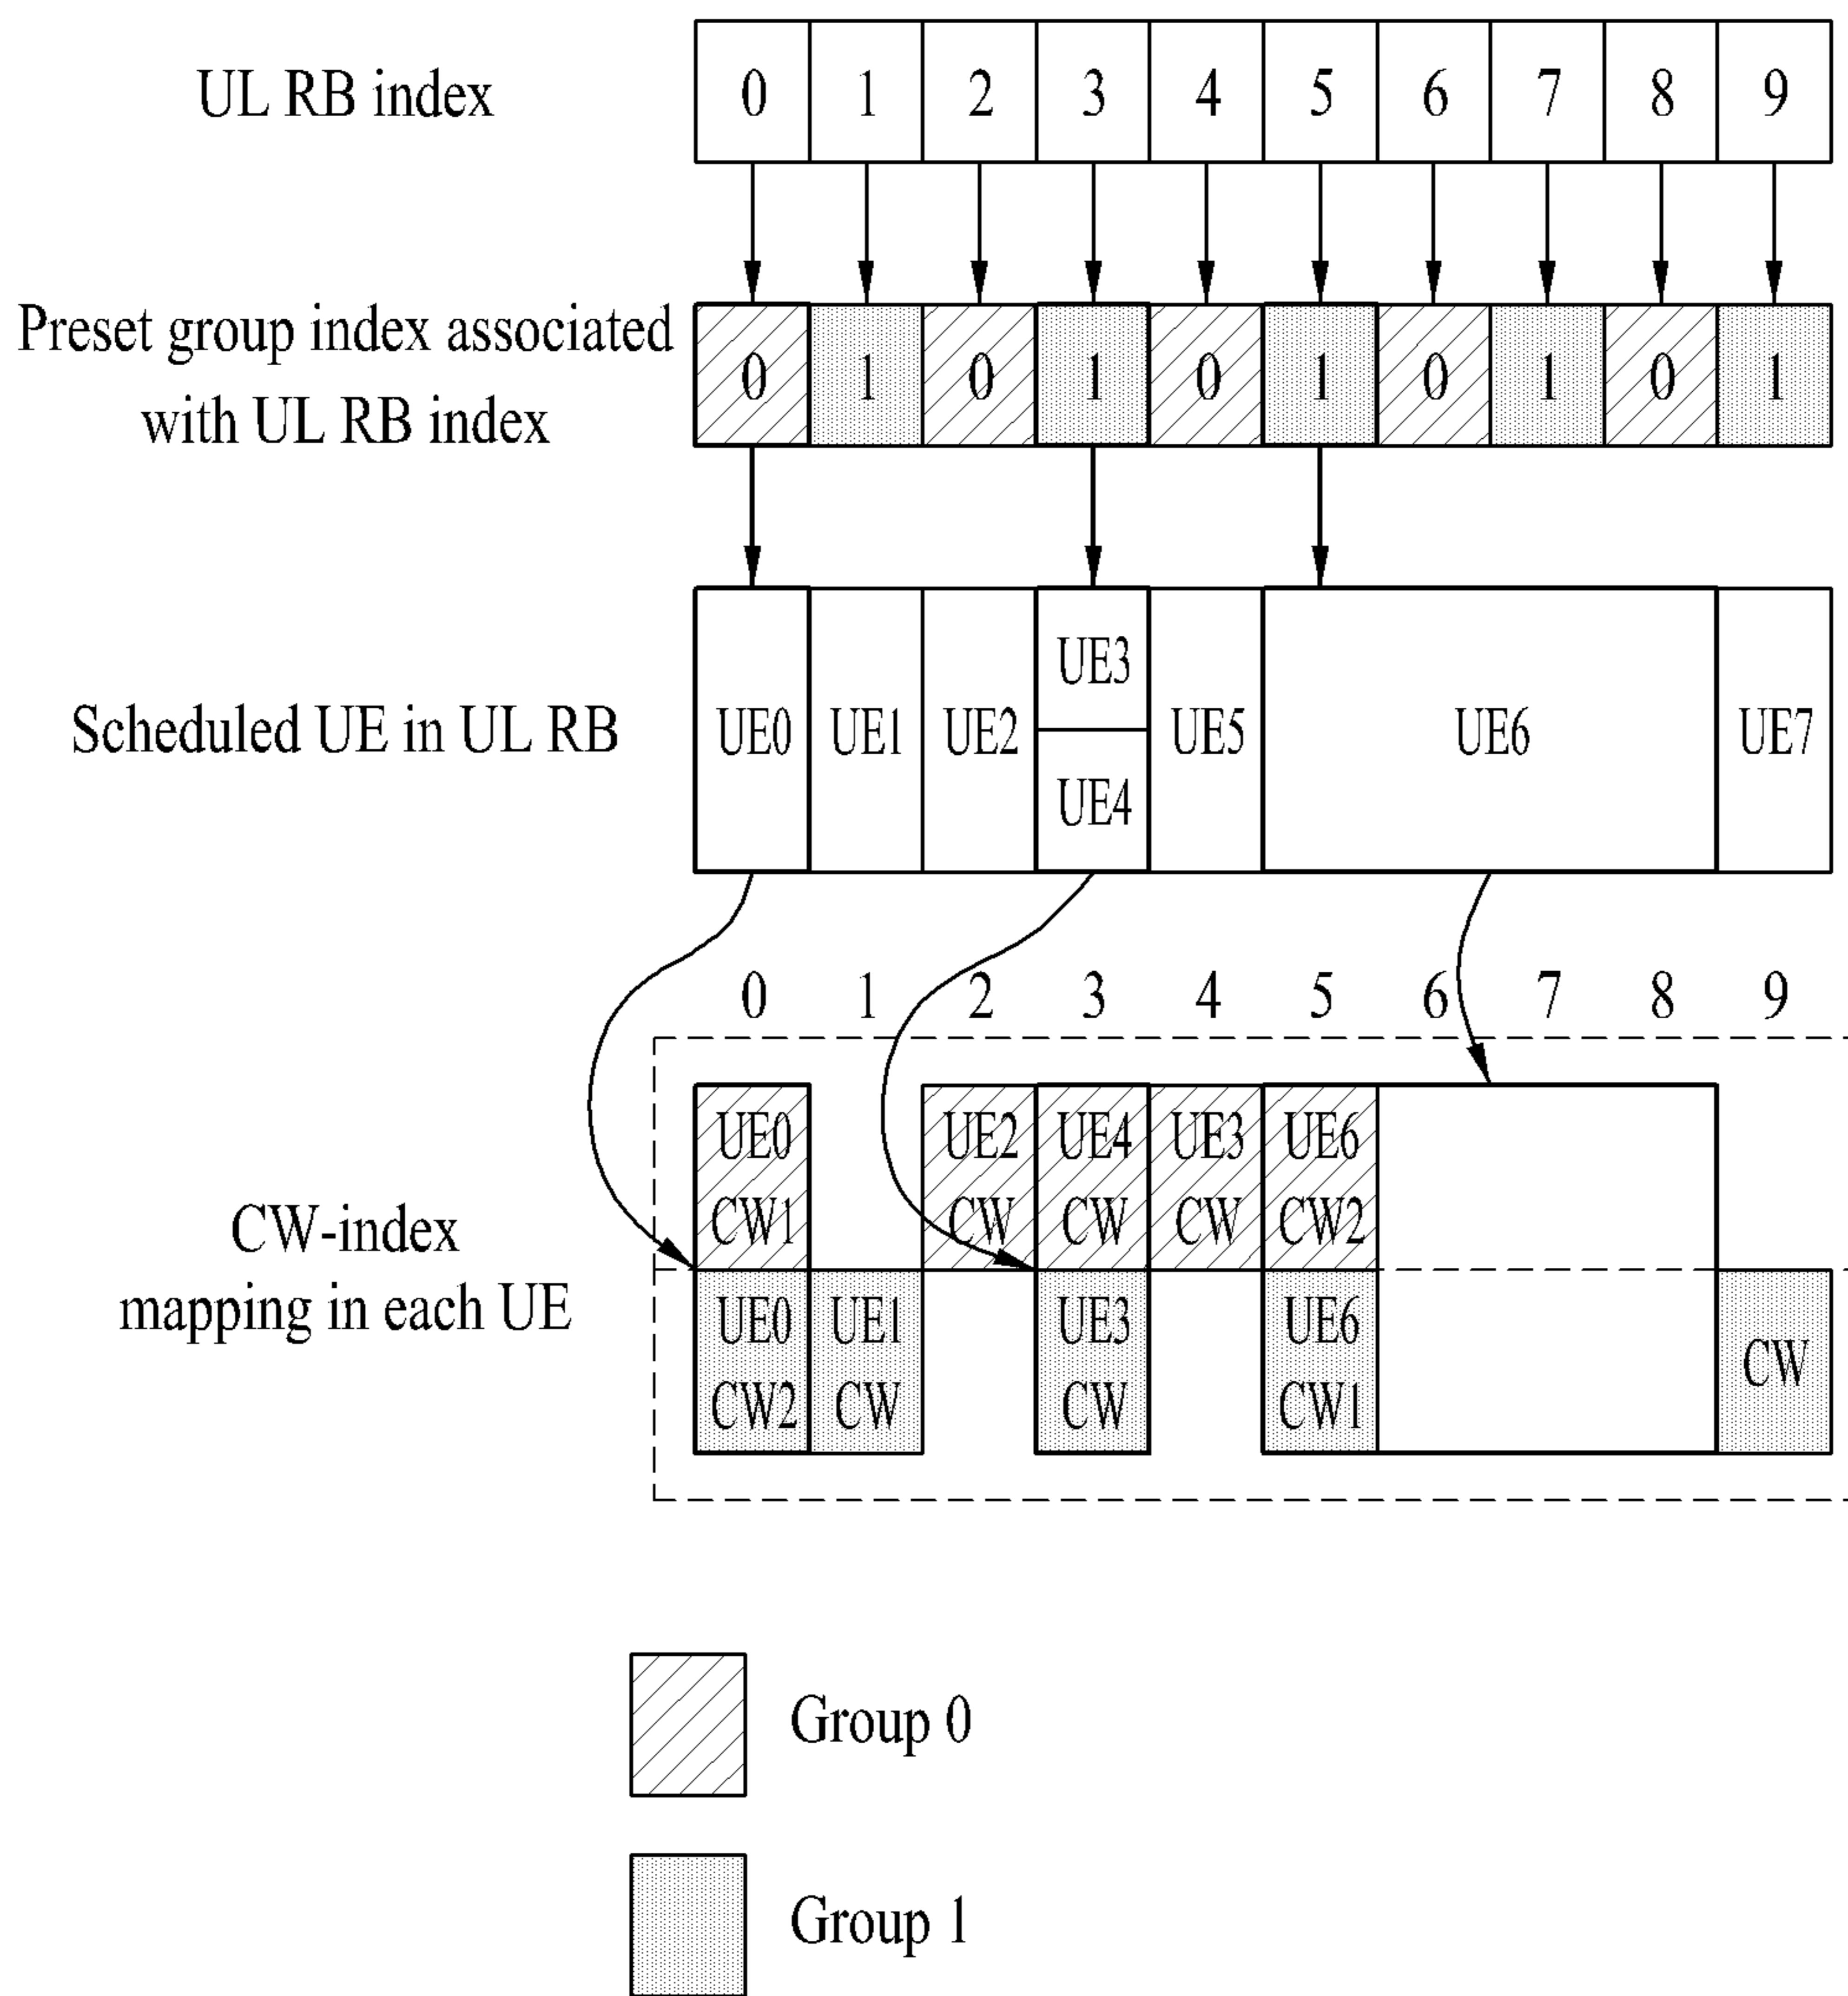 UL RB index 0 1 2 3 4 5 6 7 8 9
Preset group index associated
with UL RB index
0 1 0 1 0 1 0 1 0 1
Scheduled UE in UL RB
UE0 UE1 UE2 UE3 UE4 UE5 UE6 UE7
0 1 2 3 4 5 6 7 8 9
CW-index
mapping in each UE
UE0 UE2 UE4 UE3 UE6
CW1 CW CW CW CW2
UE0 UE1 UE3 UE6
CW2 CW CW CW1 CW
Group 0
Group 1